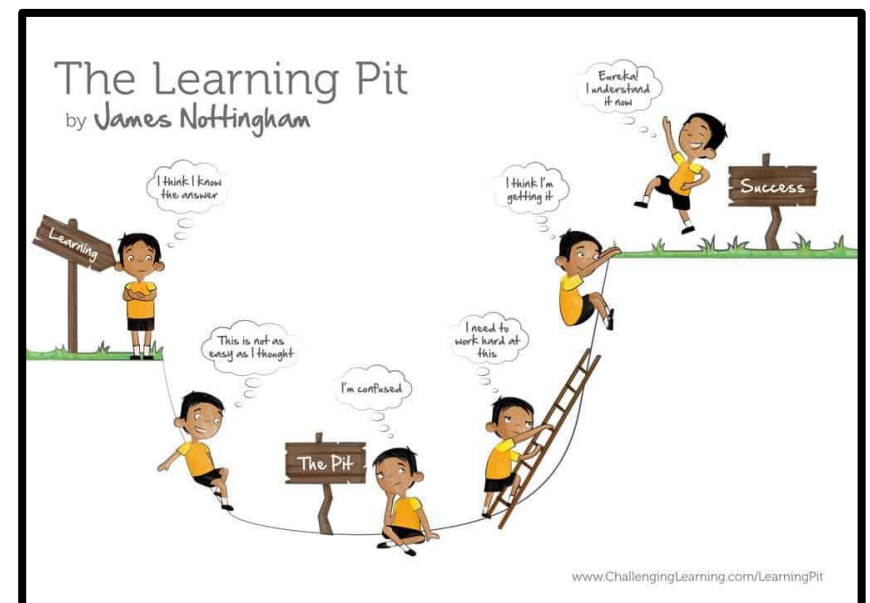 The Learning Pit
by James Nottingham
Eureka!
I understand
it now
I think I know
the answer
I think I'm
getting it
Success
Learning
This is not as
easy as I thought
I need to
work hard at
this
I'm confused
The Pit
www.ChallengingLearning.com/LearningPit